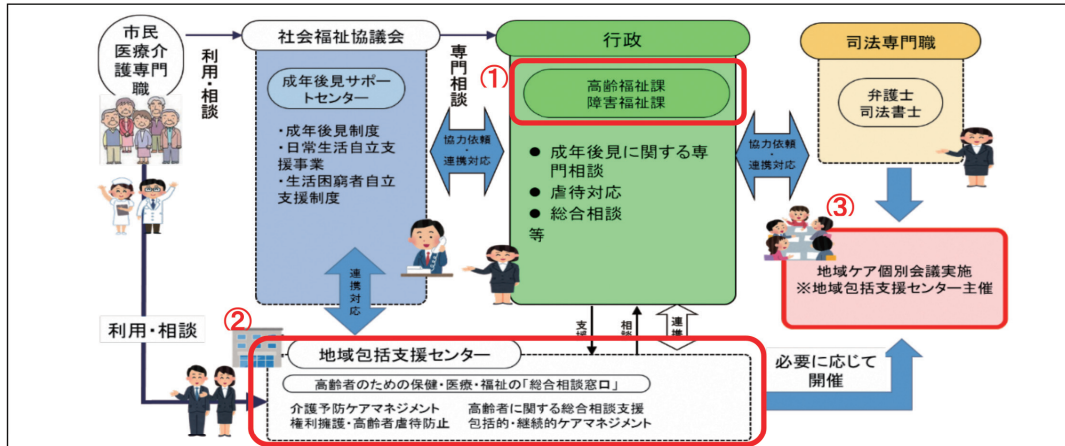 市民
医療介
護専門
職
利用・相談
社会福祉協議会
成年後見サポ
ートセンター
・成年後見制度
・日常生活自立支
援事業
・生活困窮者自立
支援制度
専門相談
協力依頼
・
連携対応
行政
①
高齢福祉課
障害福祉課
● 成年後見に関する専
門相談
● 虐待対応
● 総合相談
等
協力依頼
・
連携対応
司法専門職
弁護士
司法書士
③
地域ケア個別会議実施
※地域包括支援センター主催
連携対応
支援
相談
連携
利用・相談
②
地域包括支援センター
高齢者のための保健・医療・福祉の「総合相談窓口」
介護予防ケアマネジメント 高齢者に関する総合相談支援
権利擁護・高齢者虐待防止 包括的・継続的ケアマネジメント
必要に応じて
開催